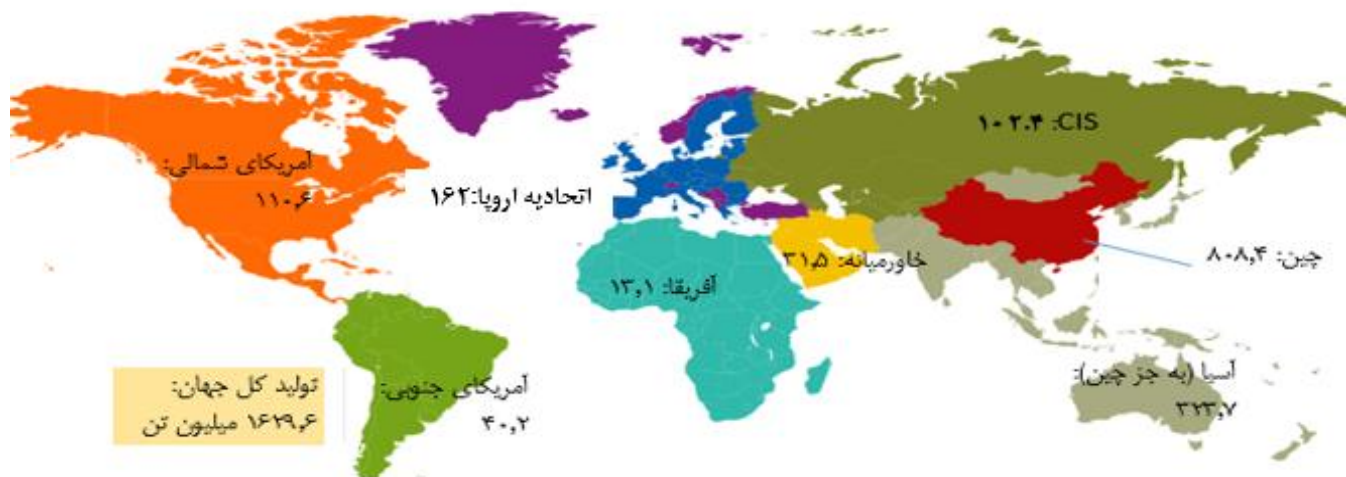 CIS: ۱۰۲.۴
آمریکای شمالی:
۱۱۰,۶
اتحادیه اروپا:۱۶۲
چین: ۸۰۸,۴
خاورمیانه: ۳۱,۵
آفریقا: ۱۳,۱
آسیا (به جز چین):
۳۲۳,۷
آمریکای جنوبی:
۴۰,۲
تولید کل جهان:
۱۶۲۹,۶ میلیون تن